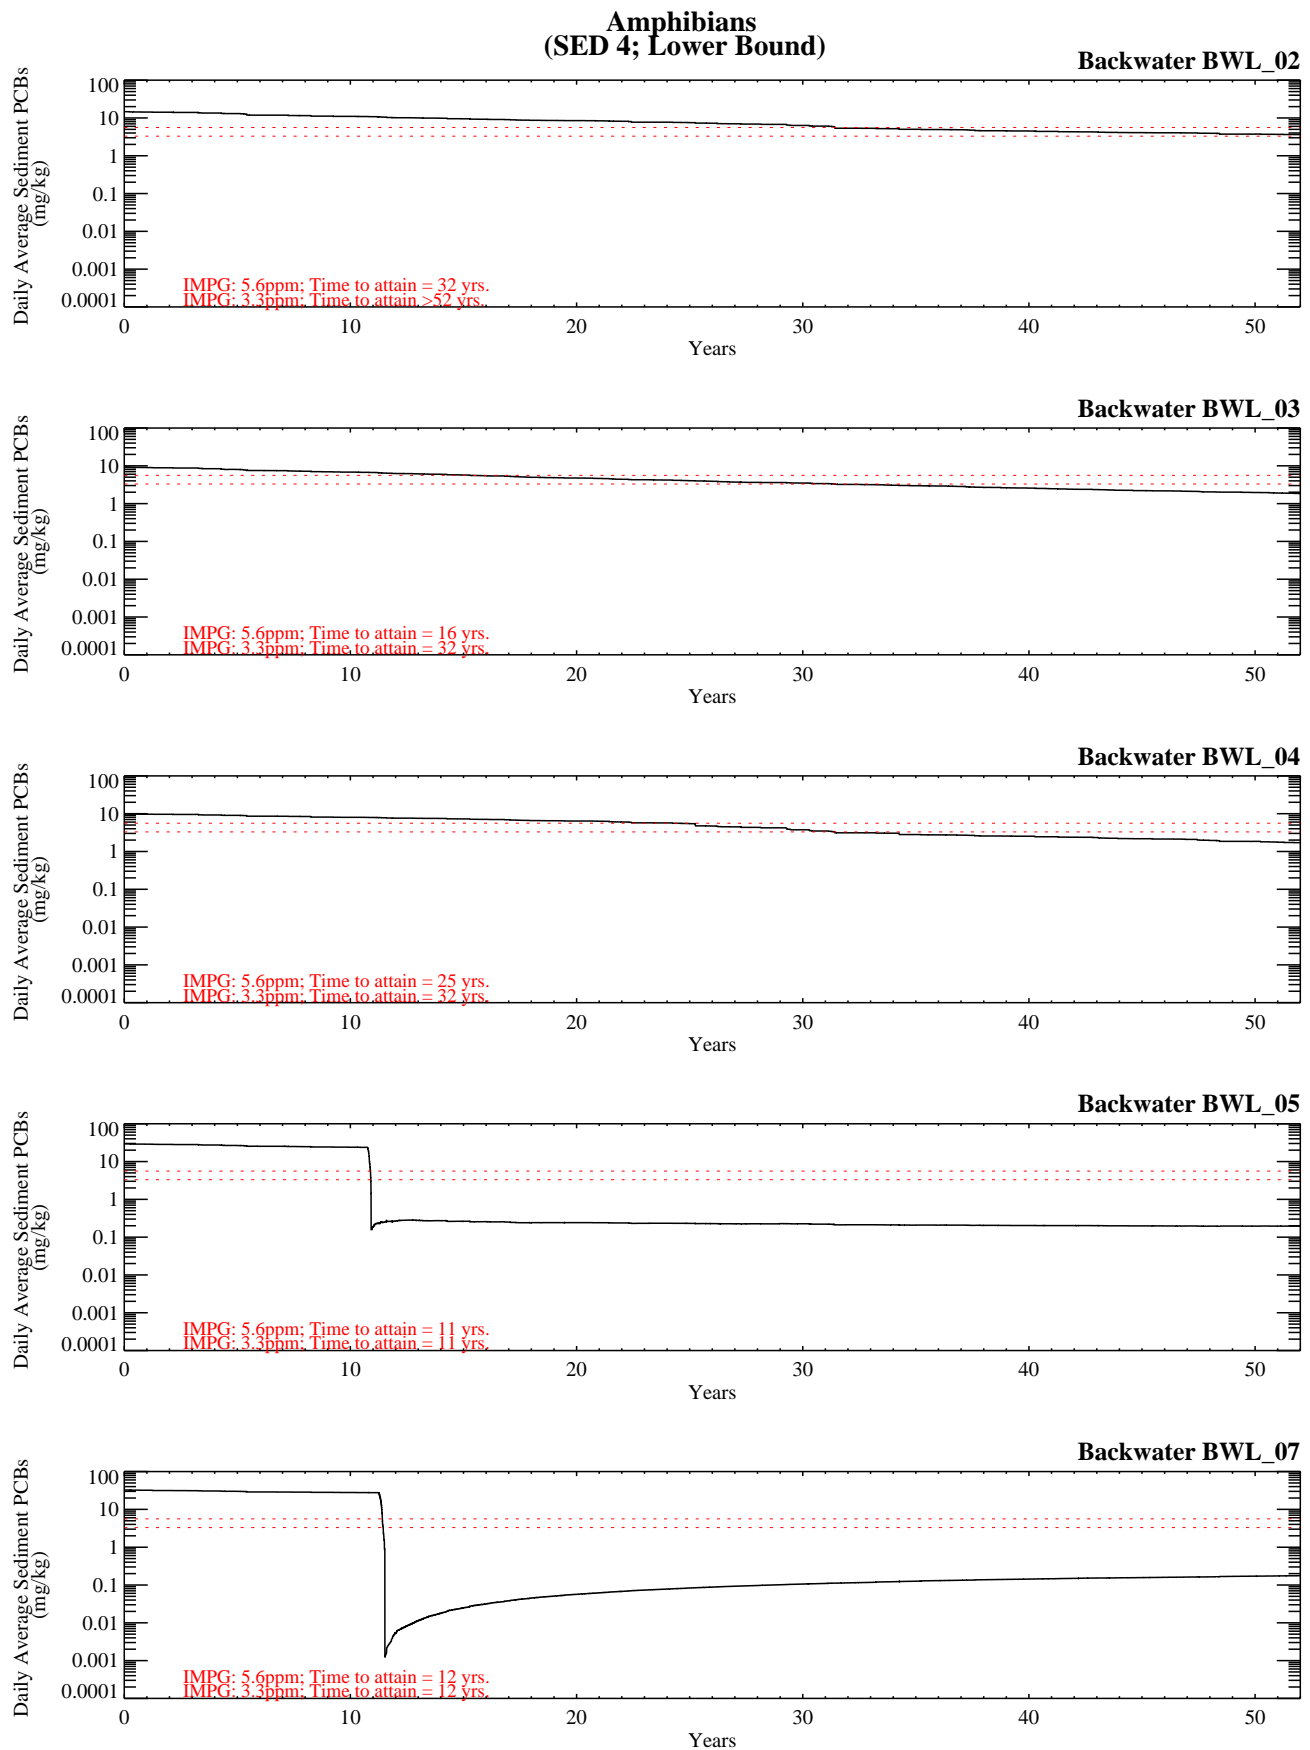 Amphibians
(SED 4; Lower Bound)
Backwater BWL_02
Daily Average Sediment PCBs
(mg/kg)
100
10
1
0.1
0.01
0.001
0.0001
IMPG: 5.6ppm; Time to attain = 32 yrs.
IMPG: 3.3ppm; Time to attain >52 yrs.
0 10 20 30 40 50
Years
Backwater BWL_03
Daily Average Sediment PCBs
(mg/kg)
100
10
1
0.1
0.01
0.001
0.0001
IMPG: 5.6ppm; Time to attain = 16 yrs.
IMPG: 3.3ppm; Time to attain = 32 yrs.
0 10 20 30 40 50
Years
Backwater BWL_04
Daily Average Sediment PCBs
(mg/kg)
100
10
1
0.1
0.01
0.001
0.0001
IMPG: 5.6ppm; Time to attain = 25 yrs.
IMPG: 3.3ppm; Time to attain = 32 yrs.
0 10 20 30 40 50
Years
Backwater BWL_05
Daily Average Sediment PCBs
(mg/kg)
100
10
1
0.1
0.01
0.001
0.0001
IMPG: 5.6ppm; Time to attain = 11 yrs.
IMPG: 3.3ppm; Time to attain = 11 yrs.
0 10 20 30 40 50
Years
Backwater BWL_07
Daily Average Sediment PCBs
(mg/kg)
100
10
1
0.1
0.01
0.001
0.0001
IMPG: 5.6ppm; Time to attain = 12 yrs.
IMPG: 3.3ppm; Time to attain = 12 yrs.
0 10 20 30 40 50
Years